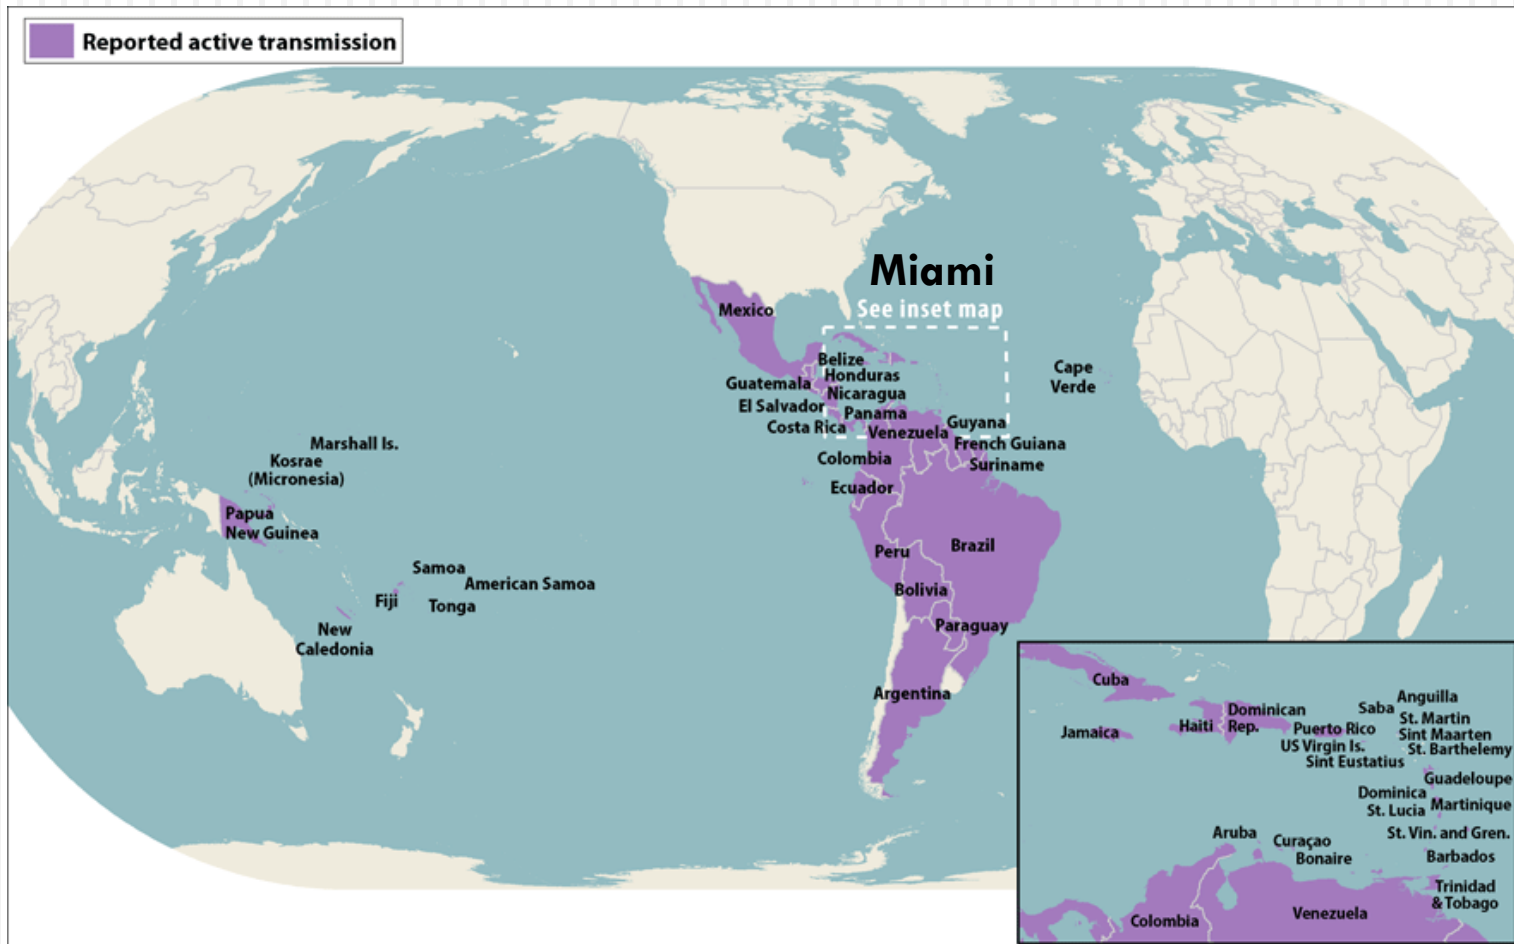 Reported active transmission
Miami
See inset map
Mexico
Belize
Honduras
Guatemala
Nicaragua
El Salvador
Panama
Costa Rica
Guyana
Venezuela
French Guiana
Colombia
Suriname
Ecuador
Cape
Verde
Peru
Brazil
Bolivia
Paraguay
Argentina
Marshall Is.
Kosrae
(Micronesia)
Papua
New Guinea
Samoa
American Samoa
Fiji
Tonga
New
Caledonia
Cuba
Jamaica
Haiti
Dominican
Rep.
Puerto Rico
US Virgin Is.
Sint Eustatius
Saba
Anguilla
St. Martin
Sint Maarten
St. Barthelemy
Guadeloupe
Dominica
St. Lucia
Martinique
St. Vin. and Gren.
Barbados
Aruba
Curaçao
Bonaire
Trinidad
& Tobago
Colombia
Venezuela